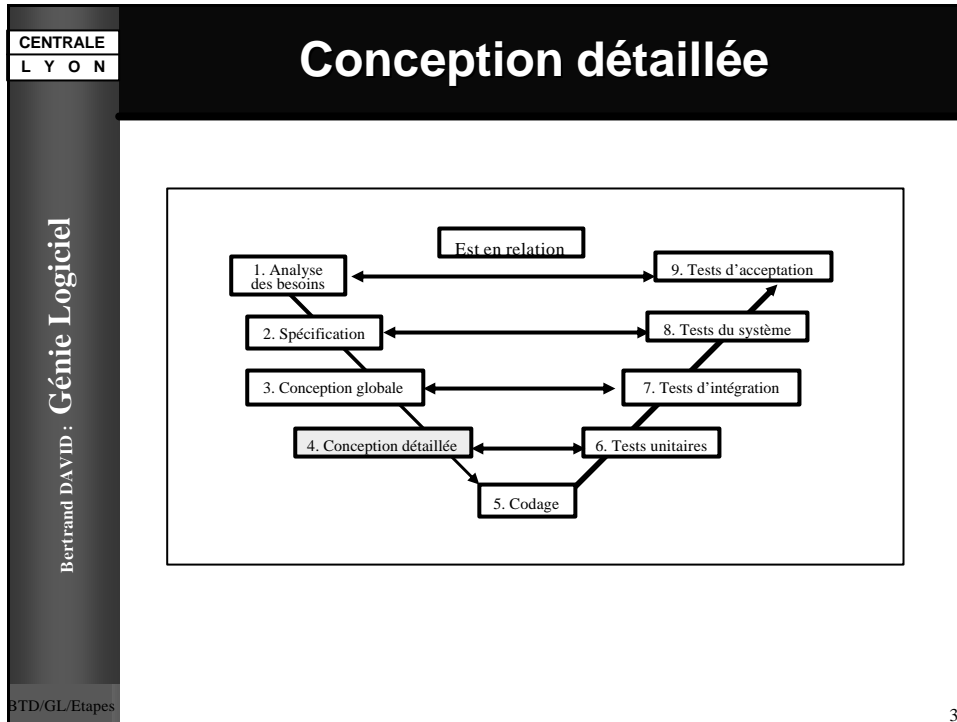 CENTRALE
L Y O N
Conception détaillée
Bertrand DAVID : Génie Logiciel
Est en relation
1. Analyse
des besoins
9. Tests d'acceptation
2. Spécification
8. Tests du système
3. Conception globale
7. Tests d'intégration
4. Conception détaillée
6. Tests unitaires
5. Codage
BTD/GL/Etapes
3